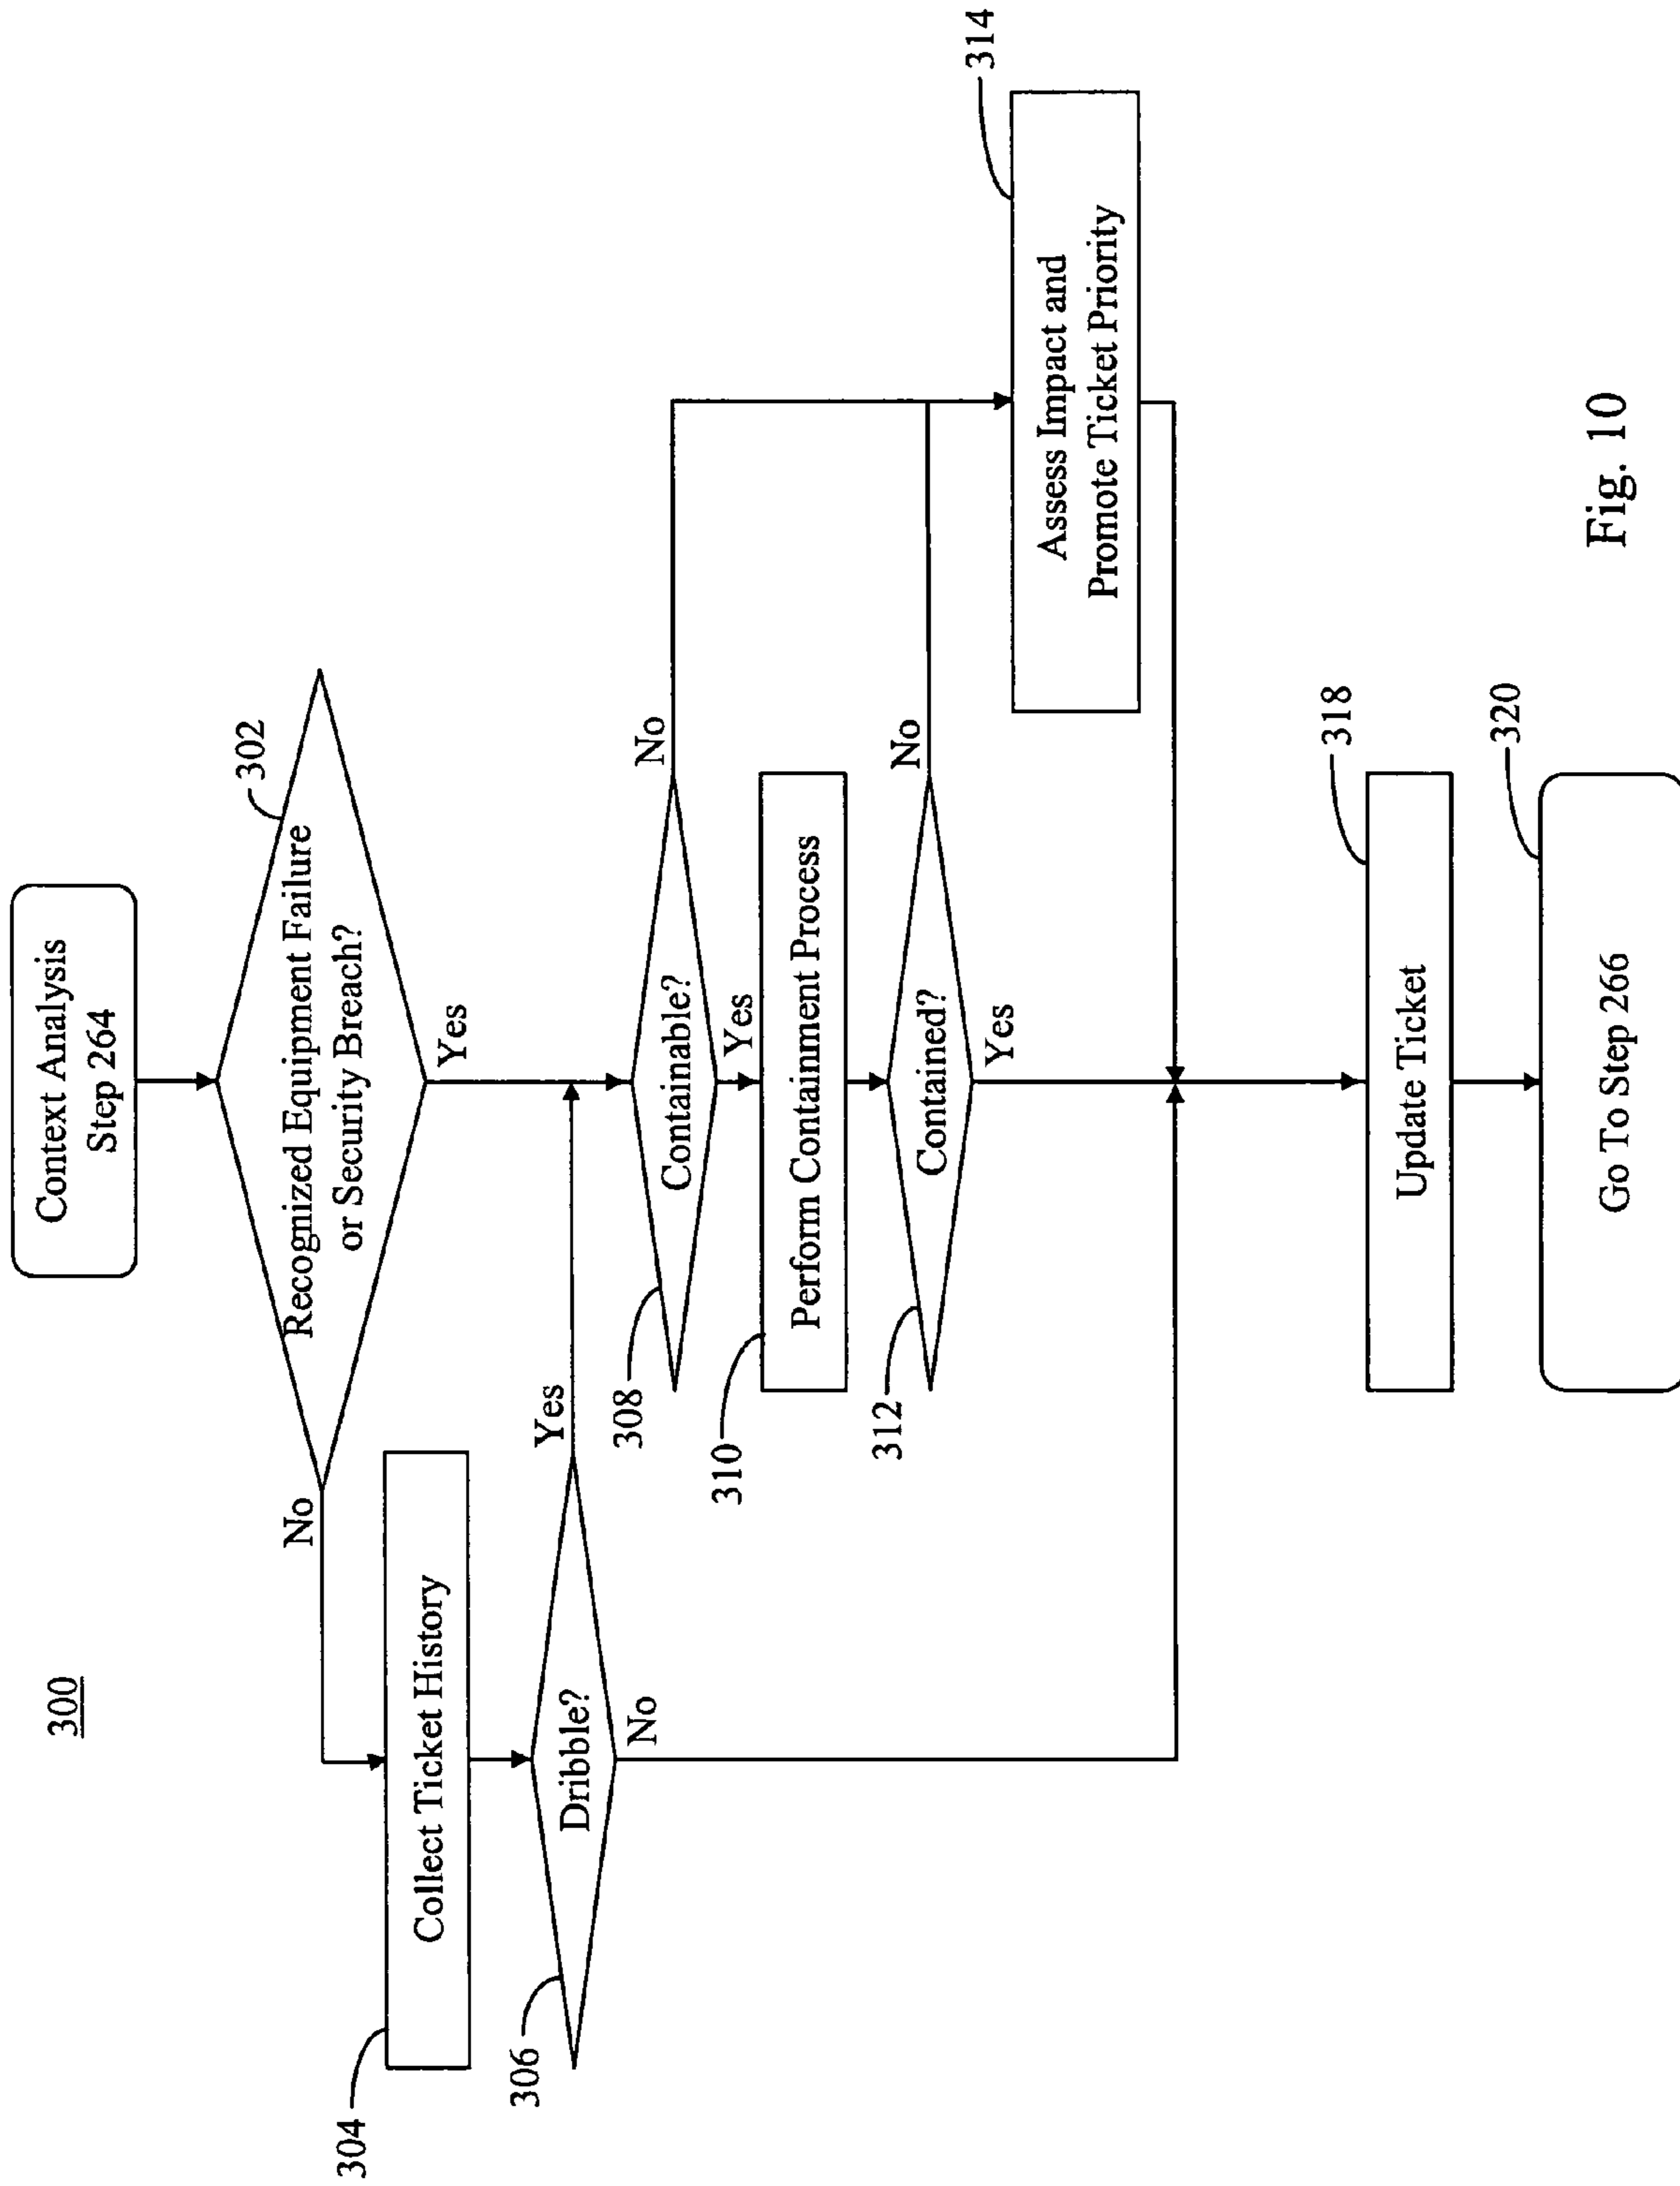 300
Context Analysis
Step 264
302
Recognized Equipment Failure
or Security Breach?
No
Yes
304
Collect Ticket History
306
Dribble?
Yes
No
308
Containable?
No
Yes
310
Perform Containment Process
312
Contained?
No
Yes
314
Assess Impact and
Promote Ticket Priority
318
Update Ticket
320
Go To Step 266
Fig. 10